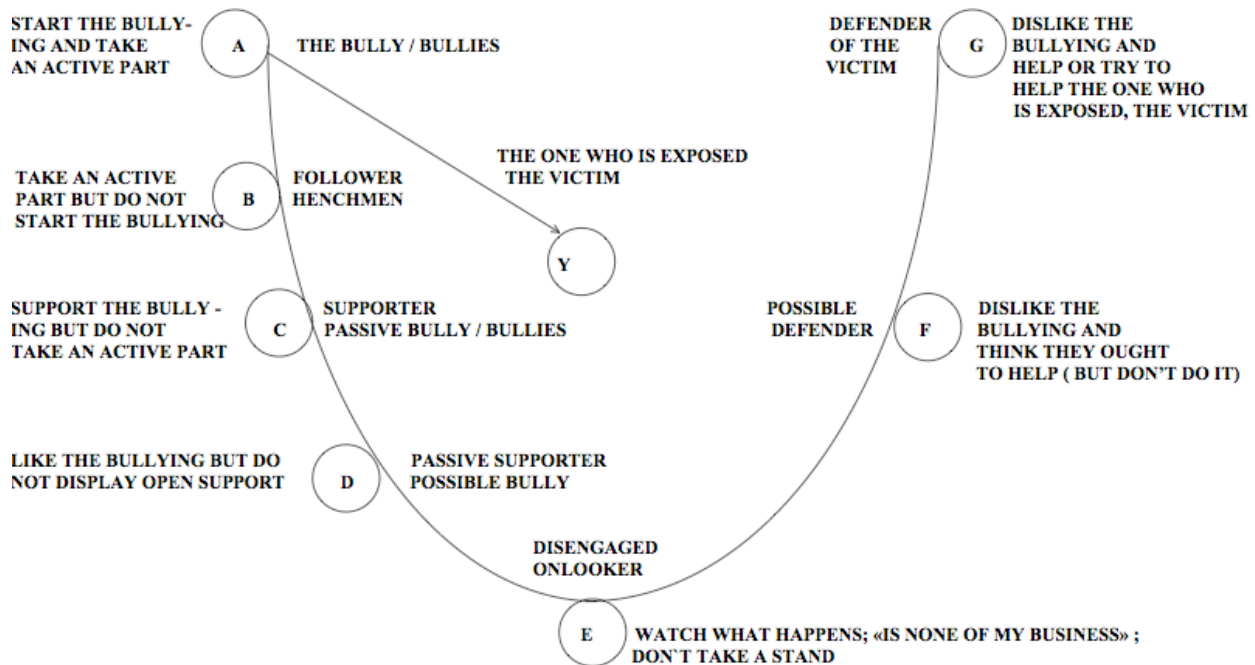 START THE BULLY-
ING AND TAKE
AN ACTIVE PART
A
THE BULLY / BULLIES
DEFENDER
OF THE
VICTIM
G
DISLIKE THE
BULLYING AND
HELP OR TRY TO
HELP THE ONE WHO
IS EXPOSED, THE VICTIM
TAKE AN ACTIVE
PART BUT DO NOT
START THE BULLYING
B
FOLLOWER
HENCHMEN
THE ONE WHO IS EXPOSED
THE VICTIM
Y
SUPPORT THE BULLY -
ING BUT DO NOT
TAKE AN ACTIVE PART
C
SUPPORTER
PASSIVE BULLY / BULLIES
POSSIBLE
DEFENDER
F
DISLIKE THE
BULLYING AND
THINK THEY OUGHT
TO HELP ( BUT DON'T DO IT)
LIKE THE BULLYING BUT DO
NOT DISPLAY OPEN SUPPORT
D
PASSIVE SUPPORTER
POSSIBLE BULLY
DISENGAGED
ONLOOKER
E
WATCH WHAT HAPPENS; «IS NONE OF MY BUSINESS» ;
DON`T TAKE A STAND